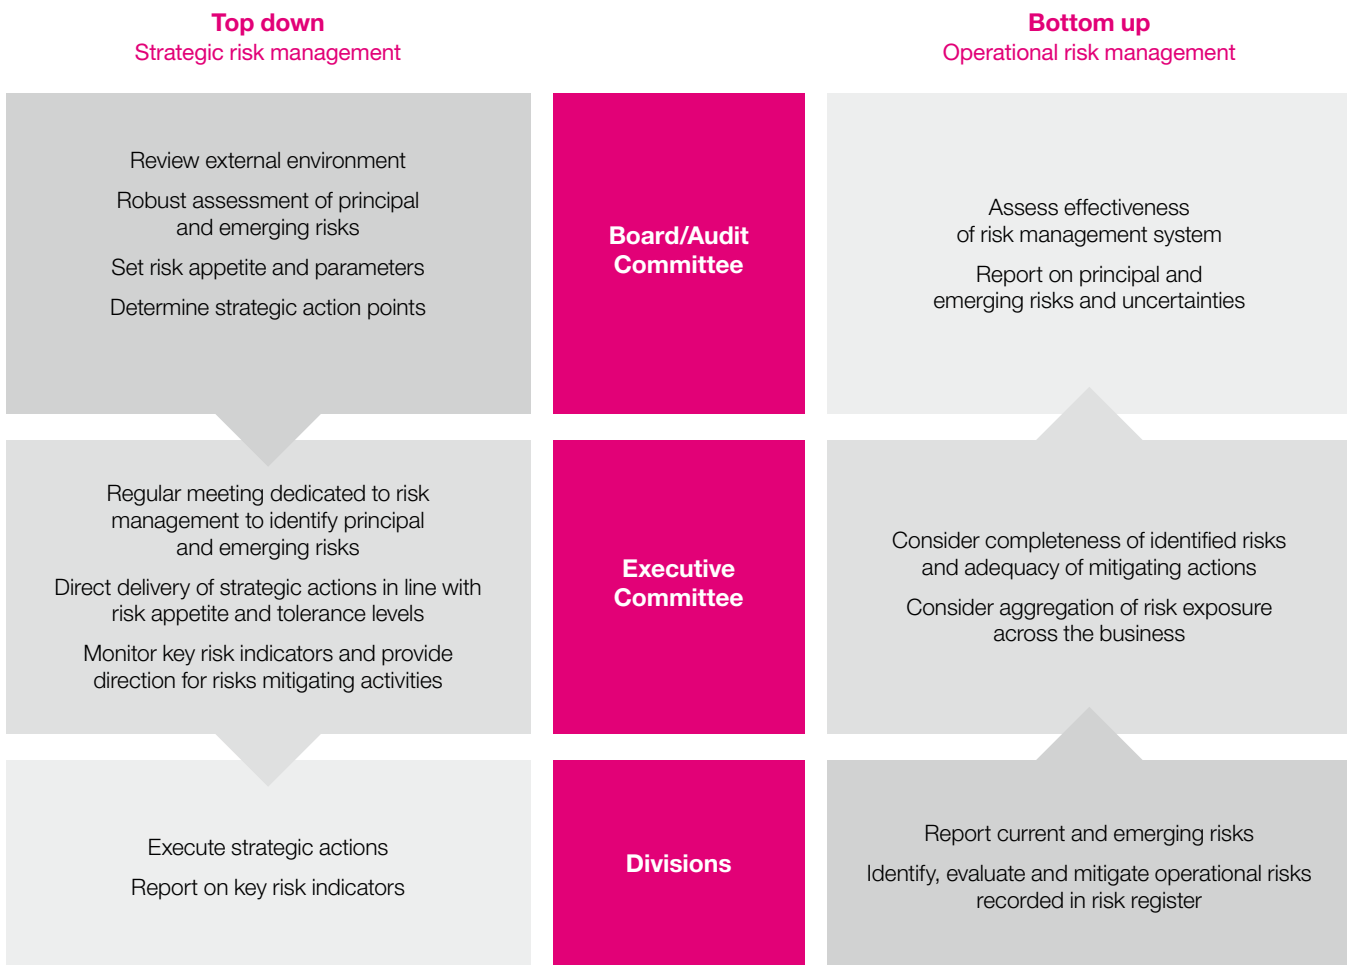 Top down
Strategic risk management
Bottom up
Operational risk management
Review external environment
Robust assessment of principal
and emerging risks
Set risk appetite and parameters
Determine strategic action points
Board/Audit
Committee
Assess effectiveness
of risk management system
Report on principal and
emerging risks and uncertainties
Regular meeting dedicated to risk
management to identify principal
and emerging risks
Direct delivery of strategic actions in line with
risk appetite and tolerance levels
Monitor key risk indicators and provide
direction for risks mitigating activities
Executive
Committee
Consider completeness of identified risks
and adequacy of mitigating actions
Consider aggregation of risk exposure
across the business
Execute strategic actions
Report on key risk indicators
Divisions
Report current and emerging risks
Identify, evaluate and mitigate operational risks
recorded in risk register